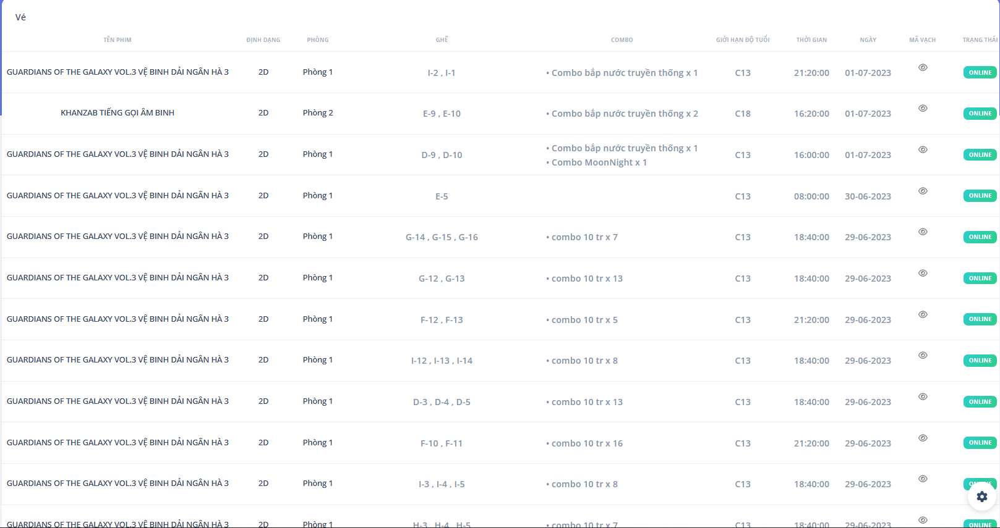 Vé
TÊN PHIM ĐỊNH DẠNG PHÒNG GHẾ COMBO GIỚI HẠN ĐỘ TUỔI THỜI GIAN NGÀY MÃ VẠCH TRẠNG THÁI
GUARDIANS OF THE GALAXY VOL.3 VỆ BINH DẢI NGÂN HÀ 3 2D Phòng 1 I-2 , I-1 • Combo bắp nước truyền thống x 1 C13 21:20:00 01-07-2023 ONLINE
KHANZAB TIẾNG GỌI ÂM BINH 2D Phòng 2 E-9 , E-10 • Combo bắp nước truyền thống x 2 C18 16:20:00 01-07-2023 ONLINE
GUARDIANS OF THE GALAXY VOL.3 VỆ BINH DẢI NGÂN HÀ 3 2D Phòng 1 D-9 , D-10 • Combo bắp nước truyền thống x 1 C13 16:00:00 01-07-2023 ONLINE
• Combo MoonNight x 1
GUARDIANS OF THE GALAXY VOL.3 VỆ BINH DẢI NGÂN HÀ 3 2D Phòng 1 E-5 C13 08:00:00 30-06-2023 ONLINE
GUARDIANS OF THE GALAXY VOL.3 VỆ BINH DẢI NGÂN HÀ 3 2D Phòng 1 G-14 , G-15 , G-16 • combo 10 tr x 7 C13 18:40:00 29-06-2023 ONLINE
GUARDIANS OF THE GALAXY VOL.3 VỆ BINH DẢI NGÂN HÀ 3 2D Phòng 1 G-12 , G-13 • combo 10 tr x 13 C13 18:40:00 29-06-2023 ONLINE
GUARDIANS OF THE GALAXY VOL.3 VỆ BINH DẢI NGÂN HÀ 3 2D Phòng 1 F-12 , F-13 • combo 10 tr x 5 C13 21:20:00 29-06-2023 ONLINE
GUARDIANS OF THE GALAXY VOL.3 VỆ BINH DẢI NGÂN HÀ 3 2D Phòng 1 I-12 , I-13 , I-14 • combo 10 tr x 8 C13 18:40:00 29-06-2023 ONLINE
GUARDIANS OF THE GALAXY VOL.3 VỆ BINH DẢI NGÂN HÀ 3 2D Phòng 1 D-3 , D-4 , D-5 • combo 10 tr x 13 C13 18:40:00 29-06-2023 ONLINE
GUARDIANS OF THE GALAXY VOL.3 VỆ BINH DẢI NGÂN HÀ 3 2D Phòng 1 F-10 , F-11 • combo 10 tr x 16 C13 21:20:00 29-06-2023 ONLINE
GUARDIANS OF THE GALAXY VOL.3 VỆ BINH DẢI NGÂN HÀ 3 2D Phòng 1 I-3 , I-4 , I-5 • combo 10 tr x 8 C13 18:40:00 29-06-2023
GUARDIANS OF THE GALAXY VOL.3 VỆ BINH DẢI NGÂN HÀ 3 2D Phòng 1 H-3 , H-4 , H-5 • combo 10 tr x 7 C13 18:40:00 29-06-2023 ONLINE